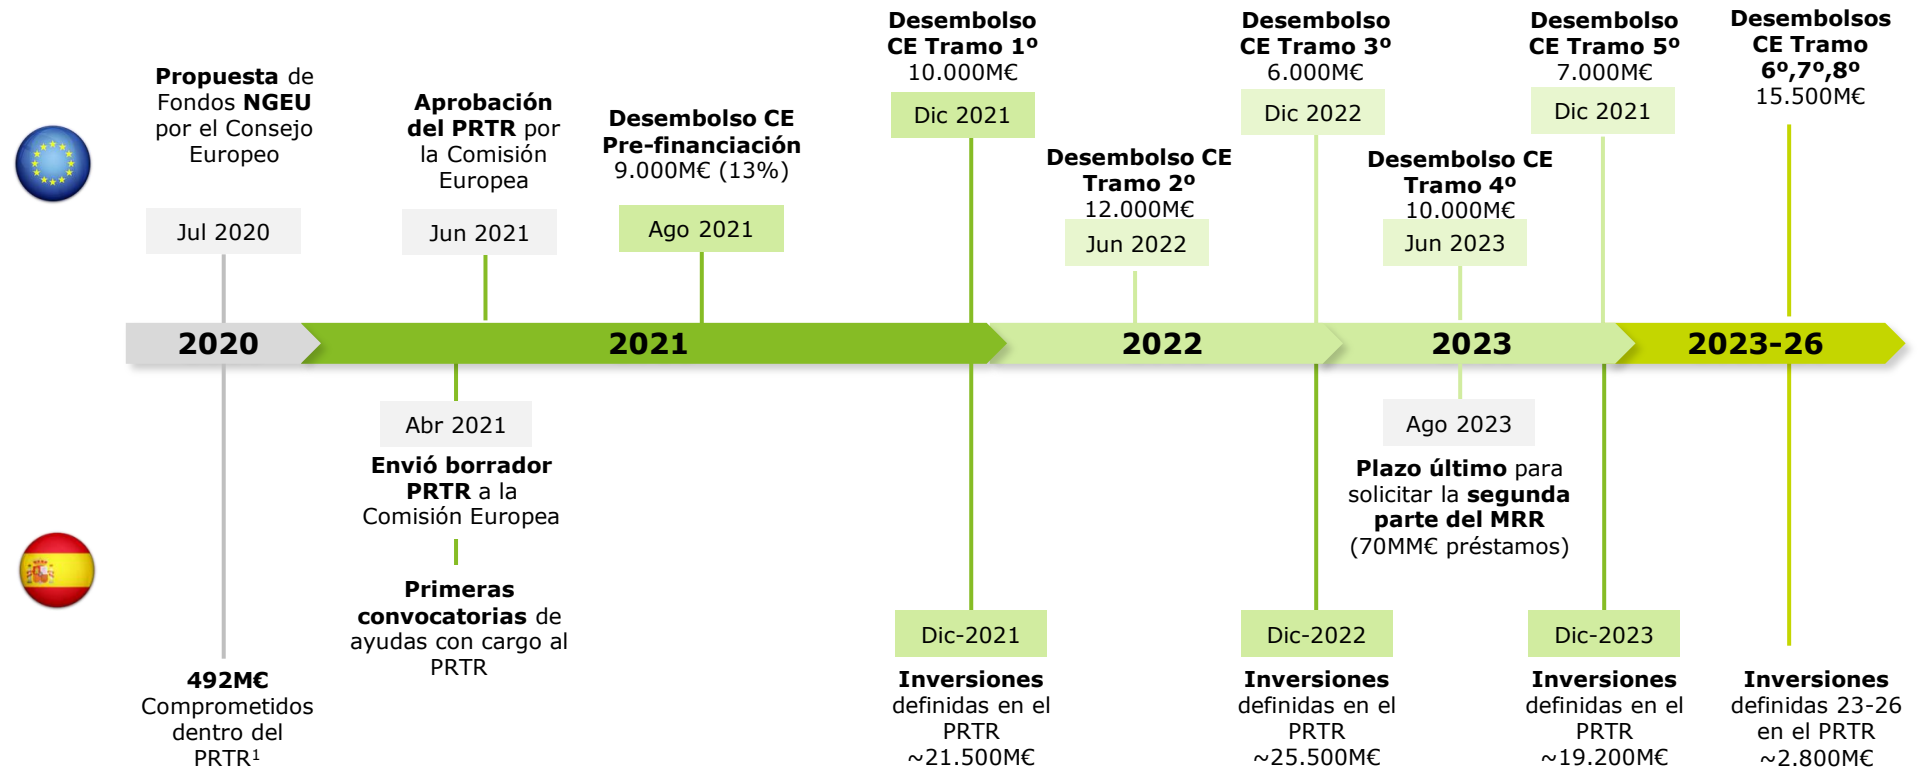 Propuesta de
Fondos NGEU
por el Consejo
Europeo
Jul 2020
Aprobación
del PRTR por
la Comisión
Europea
Jun 2021
Desembolso CE
Pre-financiación
9.000M€ (13%)
Ago 2021
Desembolso
CE Tramo 1º
10.000M€
Dic 2021
Desembolso CE
Tramo 2º
12.000M€
Jun 2022
Desembolso
CE Tramo 3º
6.000M€
Dic 2022
Desembolso CE
Tramo 4º
10.000M€
Jun 2023
Desembolso
CE Tramo 5º
7.000M€
Dic 2021
Desembolsos
CE Tramo
6º,7º,8º
15.500M€
2020
2021
2022
2023
2023-26
492M€
Comprometidos
dentro del
PRTR¹
Abr 2021
Envió borrador
PRTR a la
Comisión Europea
Primeras
convocatorias de
ayudas con cargo al
PRTR
Dic-2021
Inversiones
definidas en el
PRTR
~21.500M€
Dic-2022
Inversiones
definidas en el
PRTR
~25.500M€
Ago 2023
Plazo último para
solicitar la segunda
parte del MRR
(70MM€ préstamos)
Dic-2023
Inversiones
definidas en el
PRTR
~19.200M€
Inversiones
definidas 23-26
en el PRTR
~2.800M€